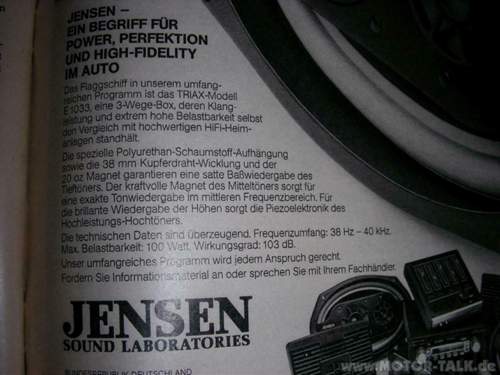 JENSEN –
EIN BEGRIFF FÜR
POWER, PERFEKTION
UND HIGH-FIDELITY
IM AUTO
Das Flaggschiff in unserem umfang-
reichen Programm ist das TRIAX-Modell
E 1033, eine 3-Wege-Box, deren Klang-
leistung und extrem hohe Belastbarkeit selbst
den Vergleich mit hochwertigen HiFi-Heim-
anlagen standhält.
Die spezielle Polyurethan-Schaumstoff-Aufhängung
sowie die 38 mm Kupferdraht-Wicklung und der
20 oz Magnet garantieren eine satte Baßwiedergabe des
Tieftöners. Der kraftvolle Magnet des Mitteltöners sorgt für
eine exakte Tonwiedergabe im mittleren Frequenzbereich. Für
die brillante Wiedergabe der Höhen sorgt die Piezoelektronik des
Hochleistungs-Hochtöners.
Die technischen Daten sind überzeugend. Frequenzumfang: 38 Hz – 40 kHz.
Max. Belastbarkeit: 100 Watt. Wirkungsgrad: 103 dB.
Unser umfangreiches Programm wird jedem Anspruch gerecht.
Fordern Sie Informationsmaterial an oder sprechen Sie mit Ihrem Fachhändler.
JENSEN
SOUND LABORATORIES
BUNDESREPUBLIK DEUTSCHLAND
www.MOTOR-TALK.de